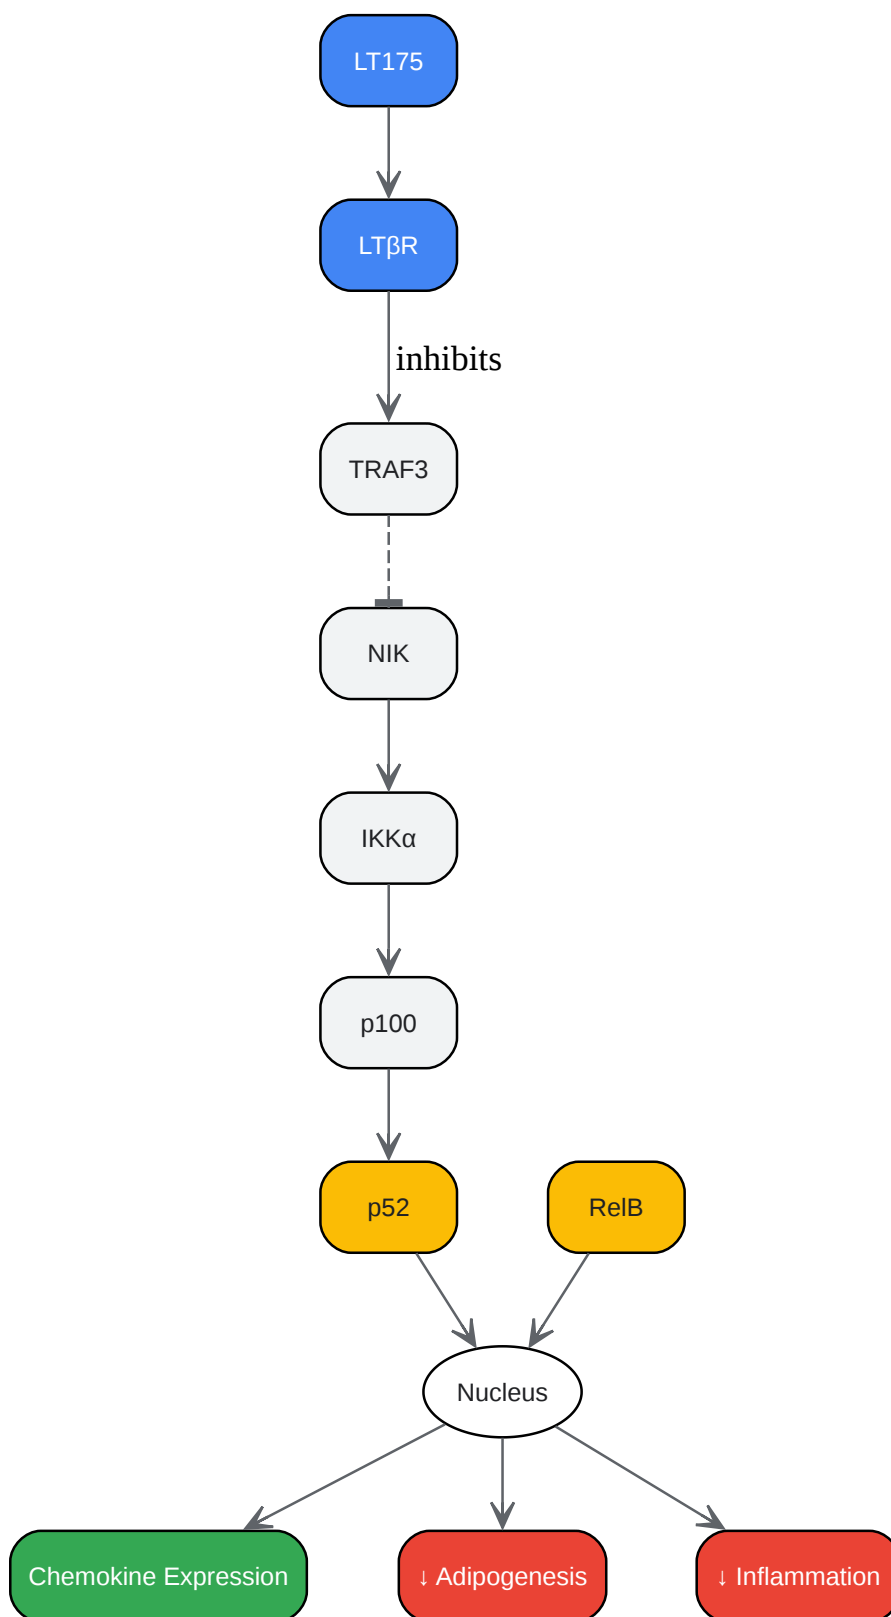 LT175
LTβR
inhibits
TRAF3
NIK
IKKα
p100
p52
RelB
Nucleus
Chemokine Expression
↓ Adipogenesis
↓ Inflammation